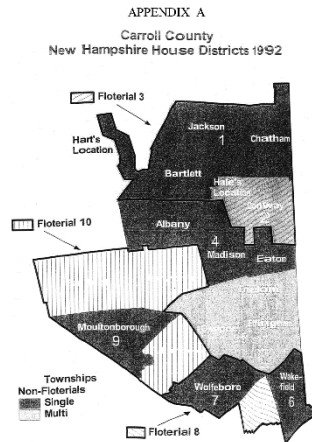 APPENDIX A
Carroll County
New Hampshire House Districts 1992
Floterial 3
Jackson
1
Chatham
Hart's
Location
Bartlett
Hale's
Location
Conway
2
Floterial 10
Albany
4
Madison
Eaton
Moultonborough
9
Townships
Non-Floterials
Single
Multi
Wolfeboro
7
Wake-
field
6
Floterial 8